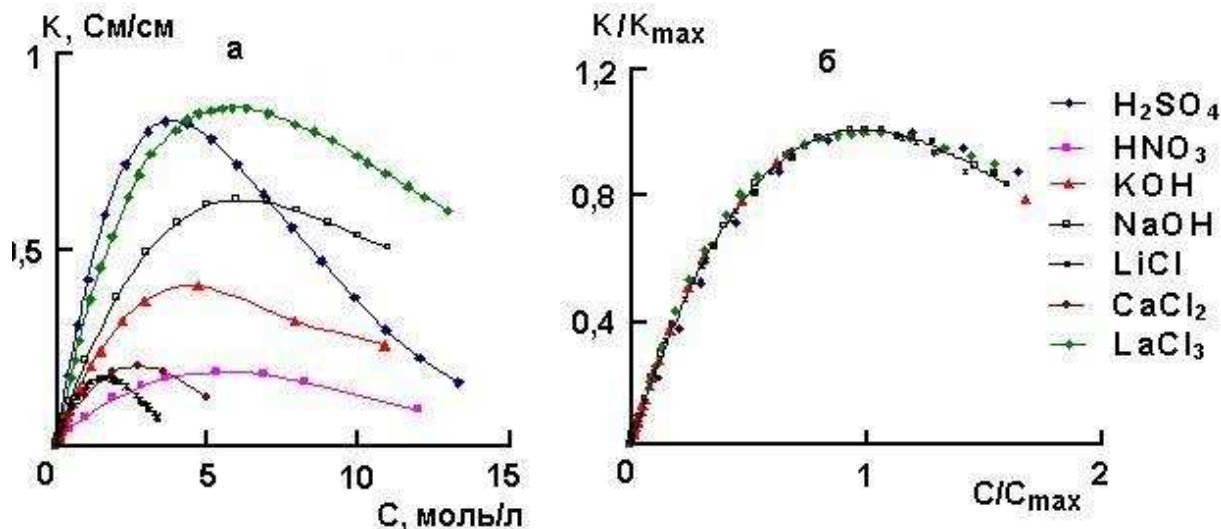 K, См/см
а
1
),5
0
5
10
15
C, моль/л
K/Kmax
б
1,2
0,8
0,4
0
1
2
C/Cmax
H2SO4
HNO3
KOH
NaOH
LiCl
CaCl2
LaCl3